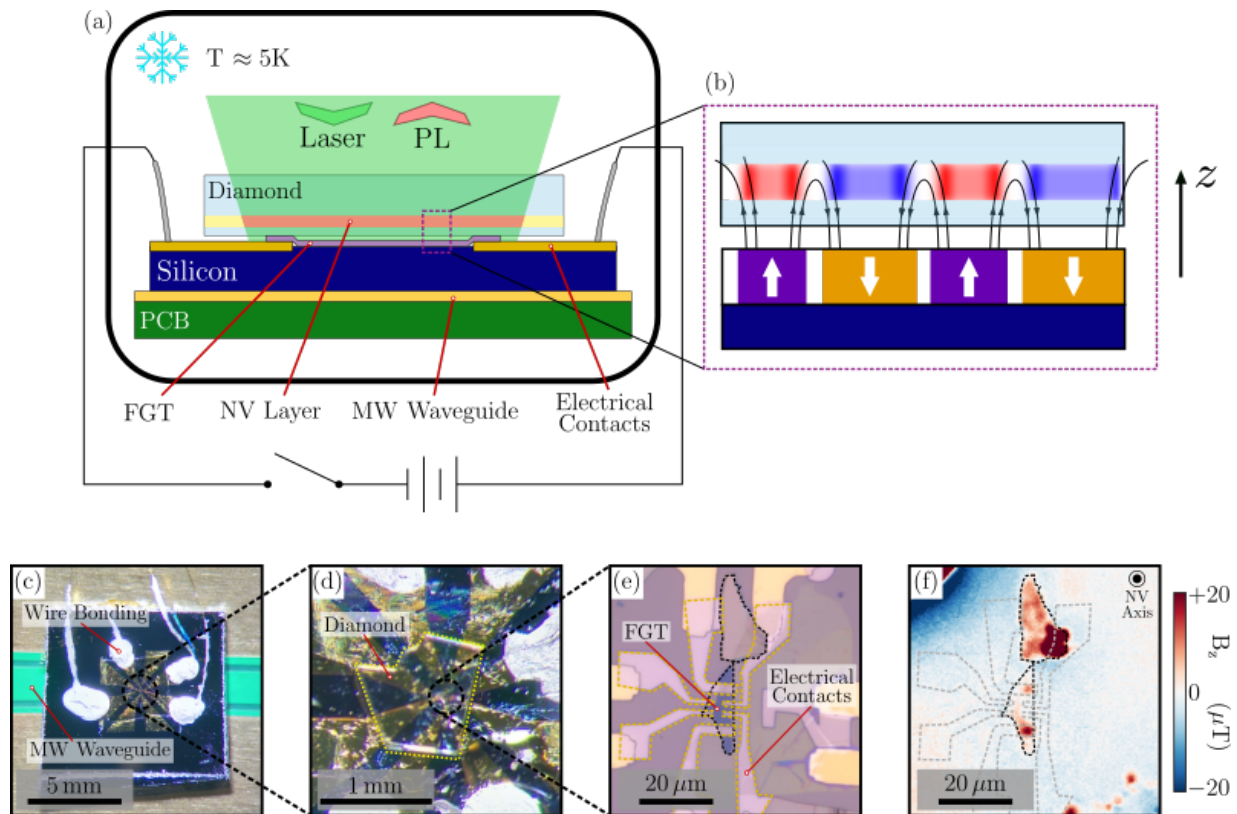 (a)
T ≈ 5K
Laser
PL
Diamond
Silicon
PCB
FGT
NV Layer
MW Waveguide
Electrical
Contacts
(b)
z
(c)
Wire Bonding
MW Waveguide
5 mm
(d)
Diamond
1 mm
(e)
FGT
Electrical
Contacts
20 μm
(f)
NV
Axis
20 μm
+20
0
−20
B_z (μT)